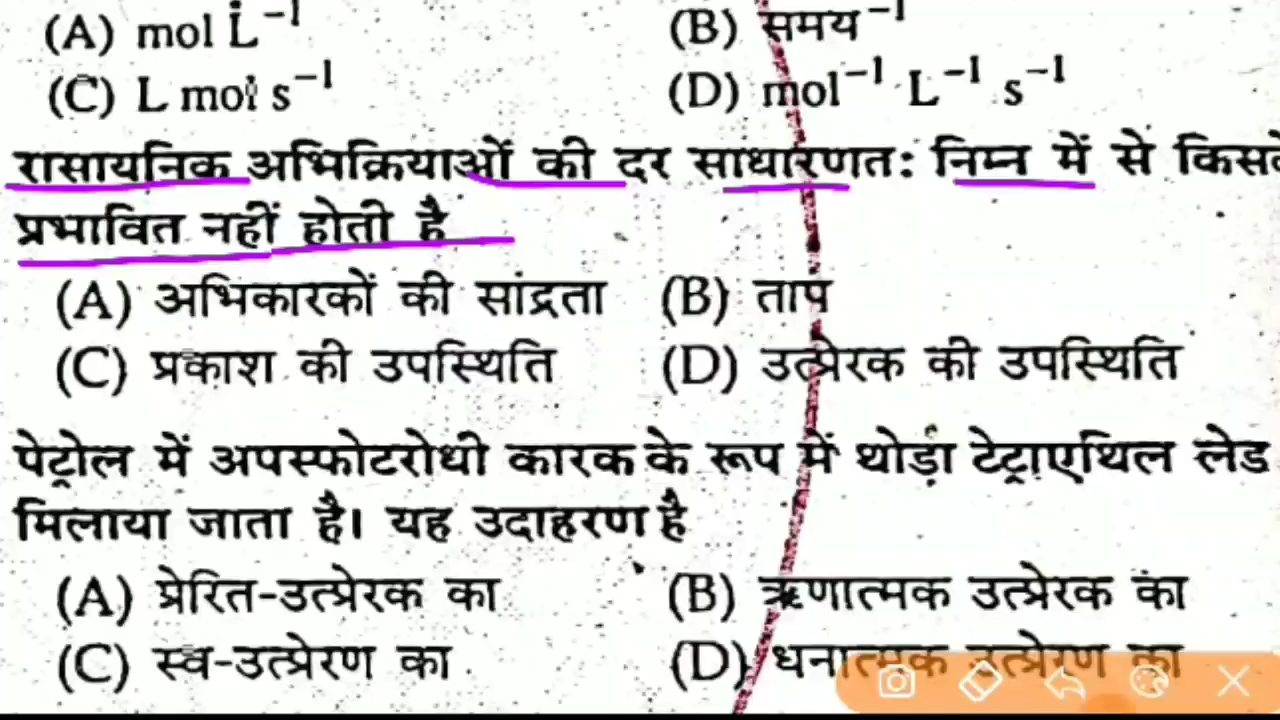 (A) mol L⁻¹ (B) समय⁻¹
(C) L mol s⁻¹ (D) mol⁻¹ L⁻¹ s⁻¹
रासायनिक अभिक्रियाओं की दर साधारणतः निम्न में से
प्रभावित नहीं होती है
(A) अभिकारकों की सांद्रता (B) ताप
(C) प्रकाश की उपस्थिति (D) उत्प्रेरक की उपस्थिति
पेट्रोल में अपस्फोटरोधी कारक के रूप में थोड़ा टेट्राएथिल लेड
मिलाया जाता है। यह उदाहरण है
(A) प्रेरित-उत्प्रेरक का (B) ऋणात्मक उत्प्रेरक का
(C) स्व-उत्प्रेरण का (D) धनात्मक उत्प्रेरण का